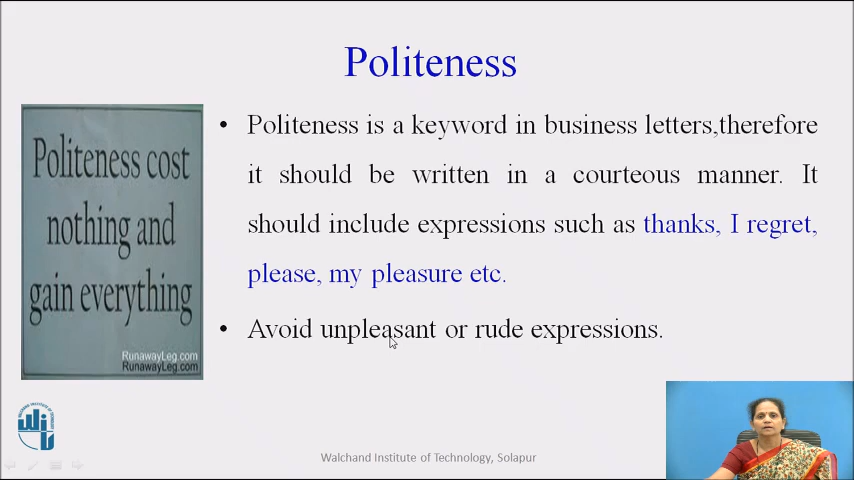 Politeness
Politeness cost
nothing and
gain everything
RunawayLeg.com
RunawayLeg.com
• Politeness is a keyword in business letters,therefore
it should be written in a courteous manner. It
should include expressions such as thanks, I regret,
please, my pleasure etc.
• Avoid unpleasant or rude expressions.
Walchand Institute of Technology, Solapur